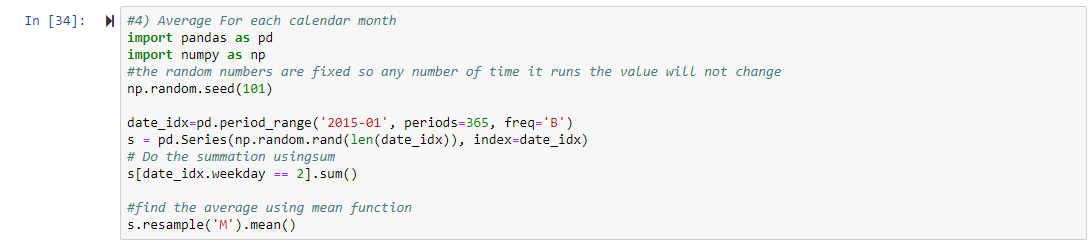 In [34]: #4) Average For each calendar month
import pandas as pd
import numpy as np
#the random numbers are fixed so any number of time it runs the value will not change
np.random.seed(101)
date_idx=pd.period_range('2015-01', periods=365, freq='B')
s = pd.Series(np.random.rand(len(date_idx)), index=date_idx)
# Do the summation usingsum
s[date_idx.weekday == 2].sum()
#find the average using mean function
s.resample('M').mean()